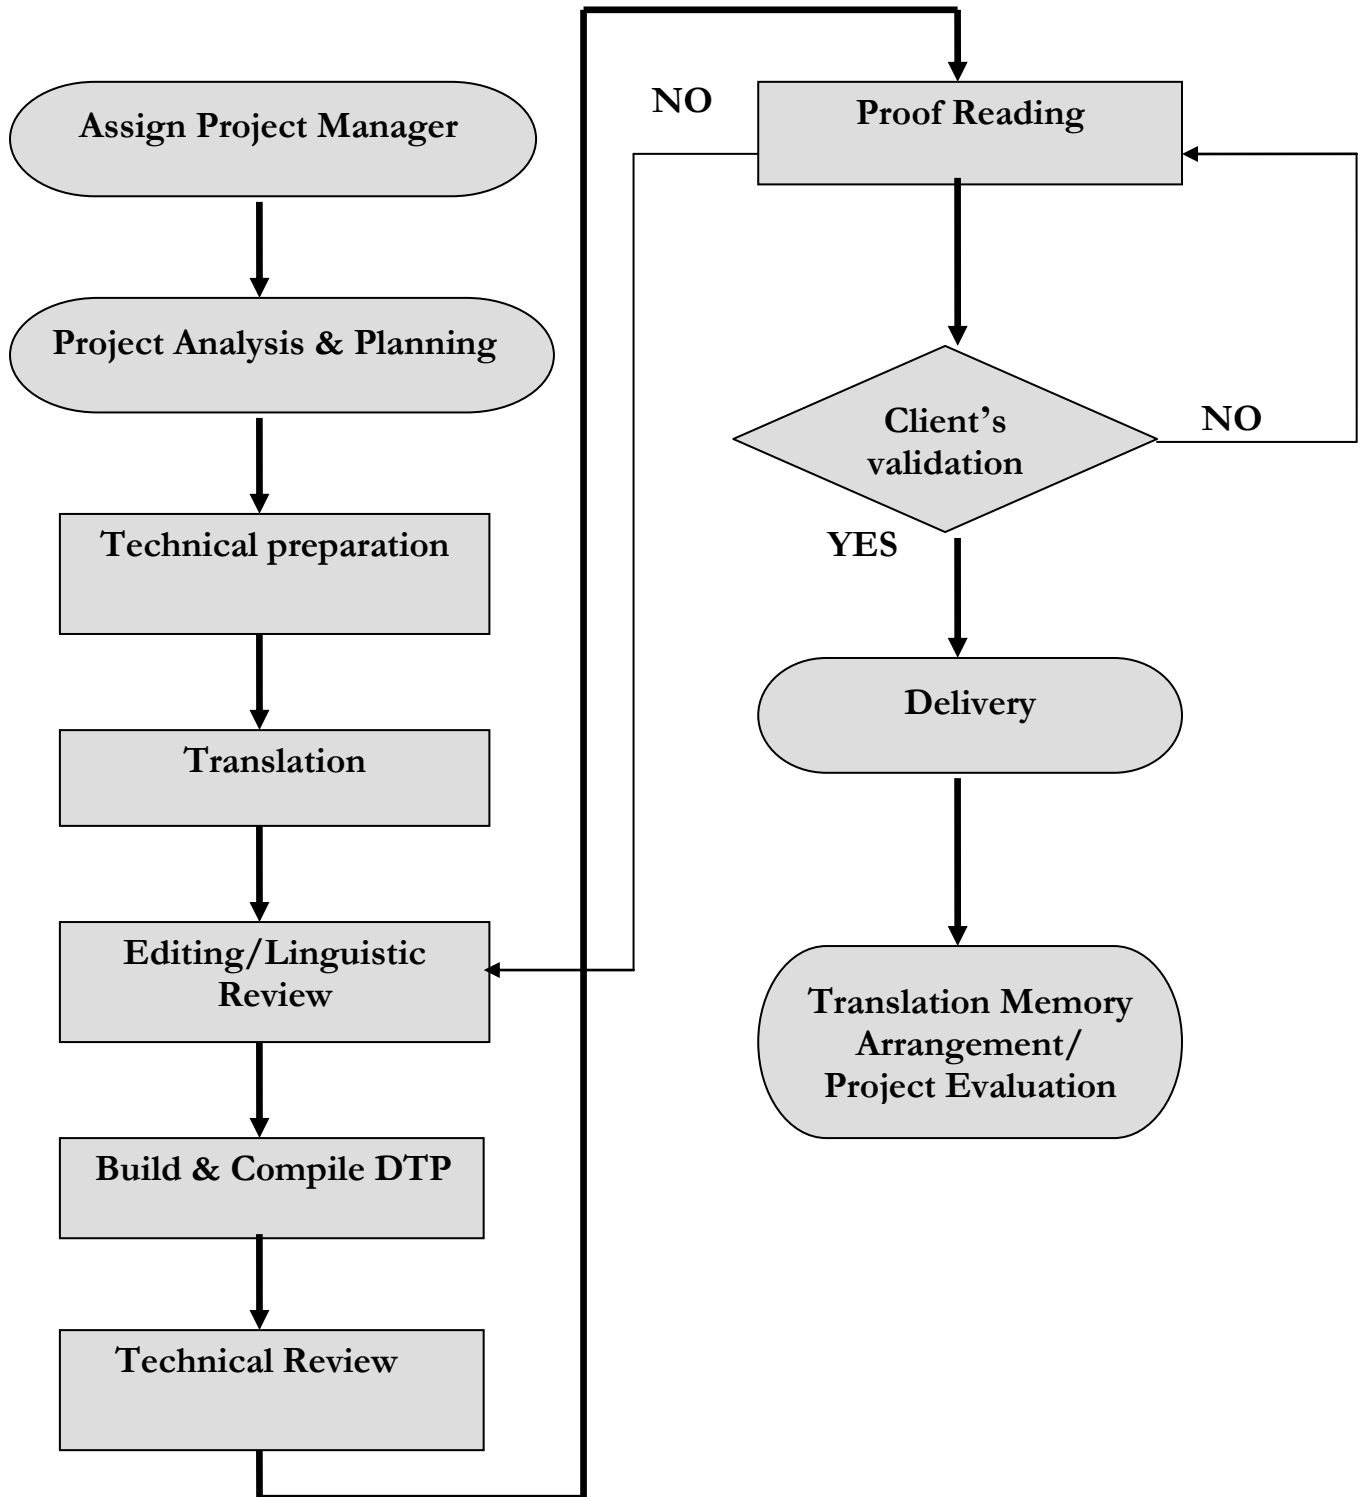 Assign Project Manager
Project Analysis & Planning
Technical preparation
Translation
Editing/Linguistic
Review
Build & Compile DTP
Technical Review
NO
Proof Reading
Client’s
validation
NO
YES
Delivery
Translation Memory
Arrangement/
Project Evaluation